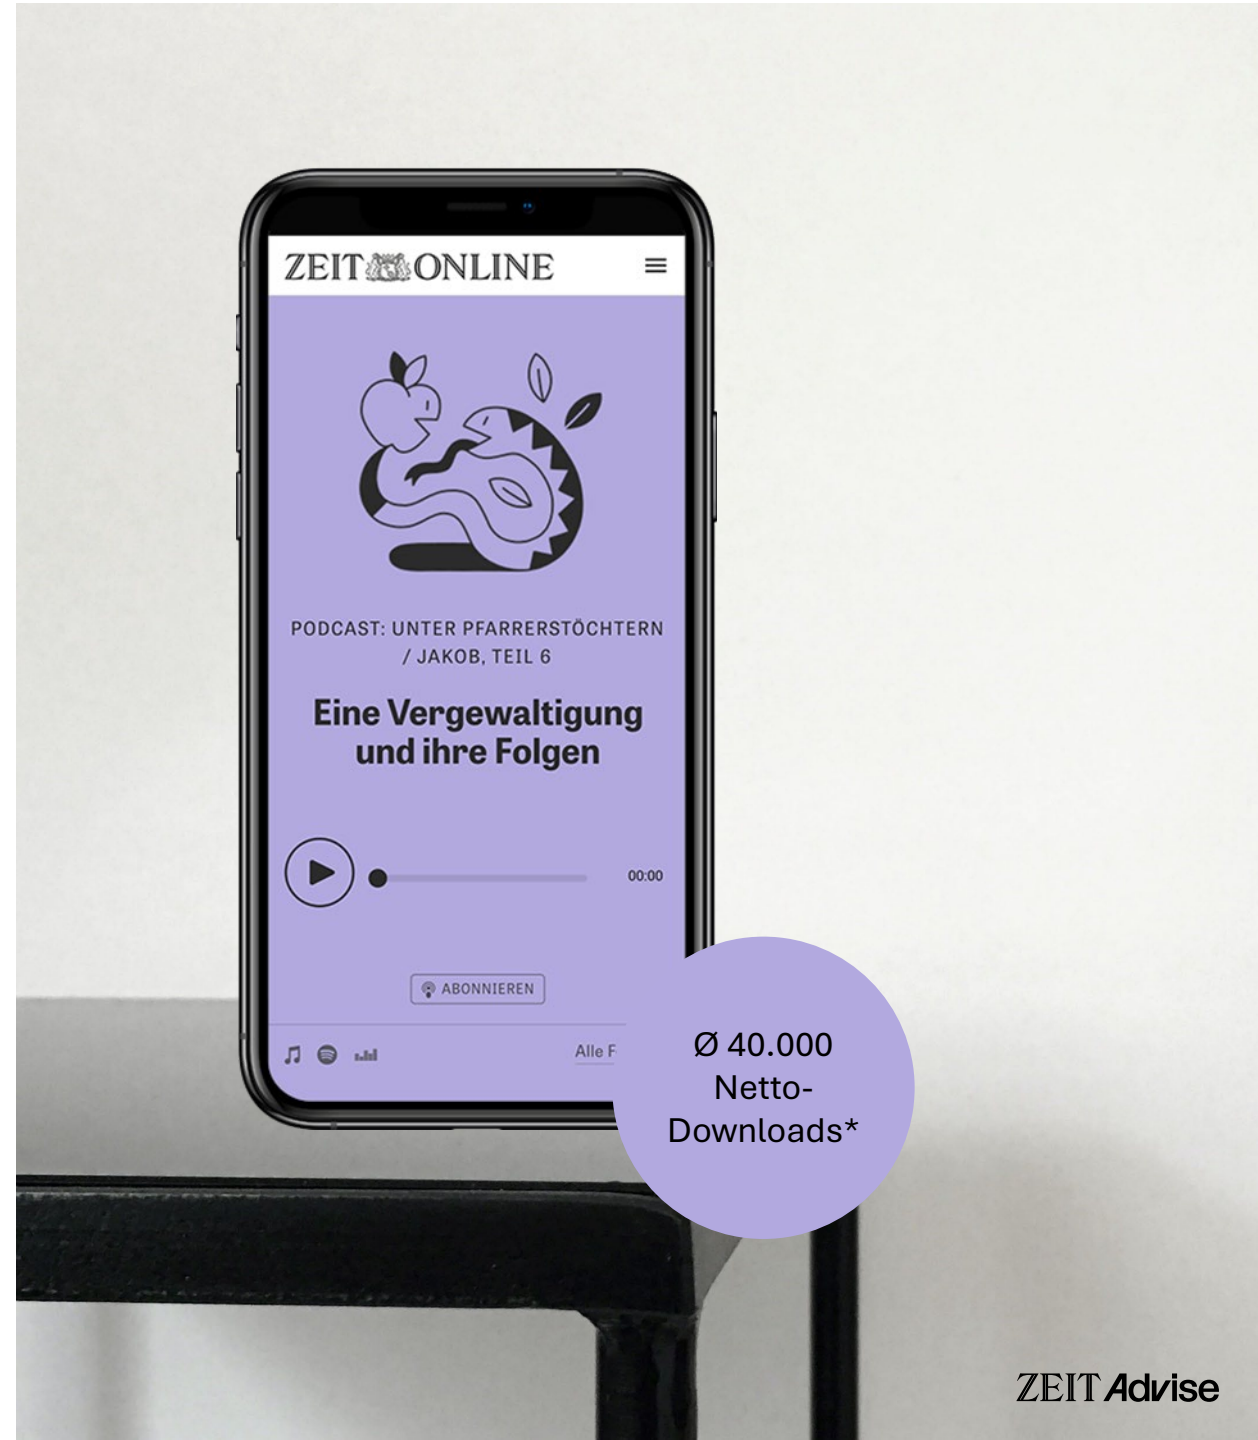 ZEIT ONLINE
PODCAST: UNTER PFARRERSTÖCHTERN
/ JAKOB, TEIL 6
Eine Vergewaltigung
und ihre Folgen
00:00
ABONNIEREN
Alle F
Ø 40.000
Netto-
Downloads*
ZEIT Advise